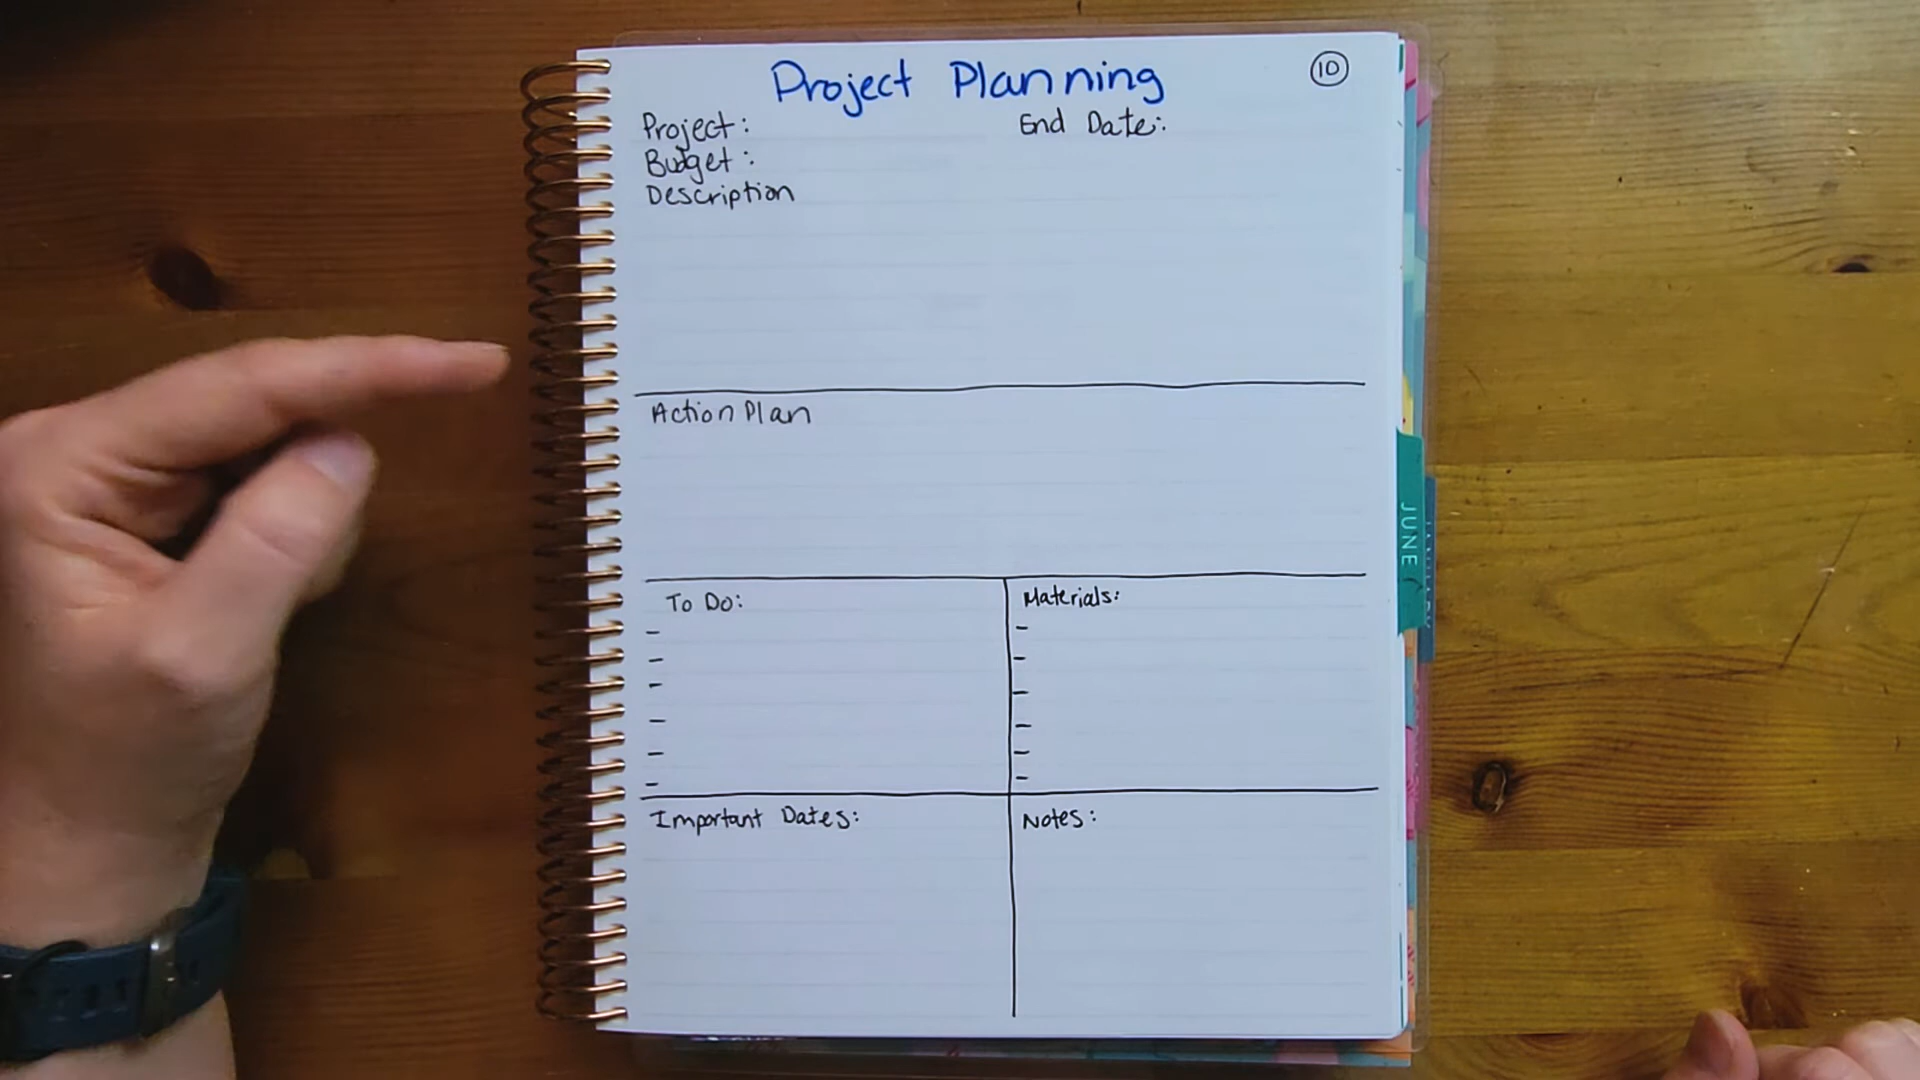 Project Planning
10
Project:
End Date:
Budget:
Description
Action Plan
To Do:
Materials:
-
-
-
-
-
-
-
-
-
-
-
-
Important Dates:
Notes:
JUNE